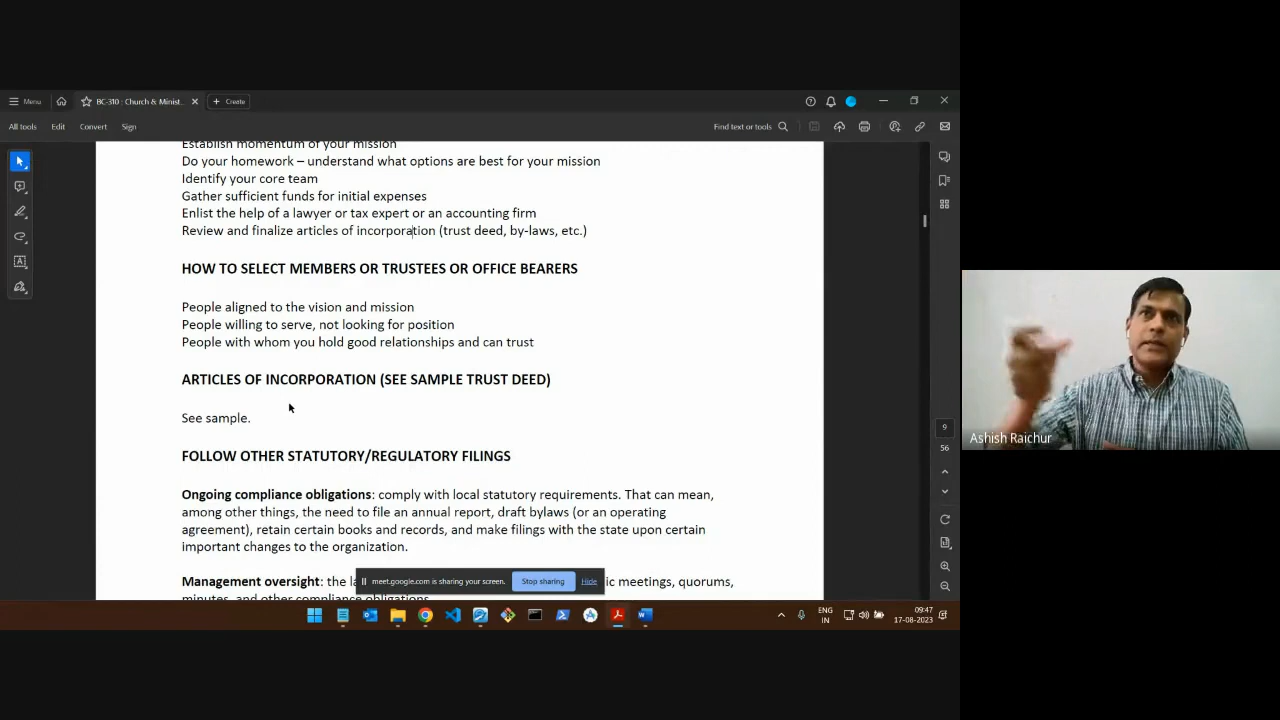 Menu
BC-310 : Church & Minist...
Create
All tools
Edit
Convert
Sign
Find text or tools
Establish momentum of your mission
Do your homework – understand what options are best for your mission
Identify your core team
Gather sufficient funds for initial expenses
Enlist the help of a lawyer or tax expert or an accounting firm
Review and finalize articles of incorporation (trust deed, by-laws, etc.)
HOW TO SELECT MEMBERS OR TRUSTEES OR OFFICE BEARERS
People aligned to the vision and mission
People willing to serve, not looking for position
People with whom you hold good relationships and can trust
ARTICLES OF INCORPORATION (SEE SAMPLE TRUST DEED)
See sample.
FOLLOW OTHER STATUTORY/REGULATORY FILINGS
Ongoing compliance obligations: comply with local statutory requirements. That can mean,
among other things, the need to file an annual report, draft bylaws (or an operating
agreement), retain certain books and records, and make filings with the state upon certain
important changes to the organization.
Management oversight: the la
ic meetings, quorums,
minutes, and other compliance obligations
meet.google.com is sharing your screen.
Stop sharing
Hide
9
56
ENG
IN
09:47
17-08-2023
Ashish Raichur